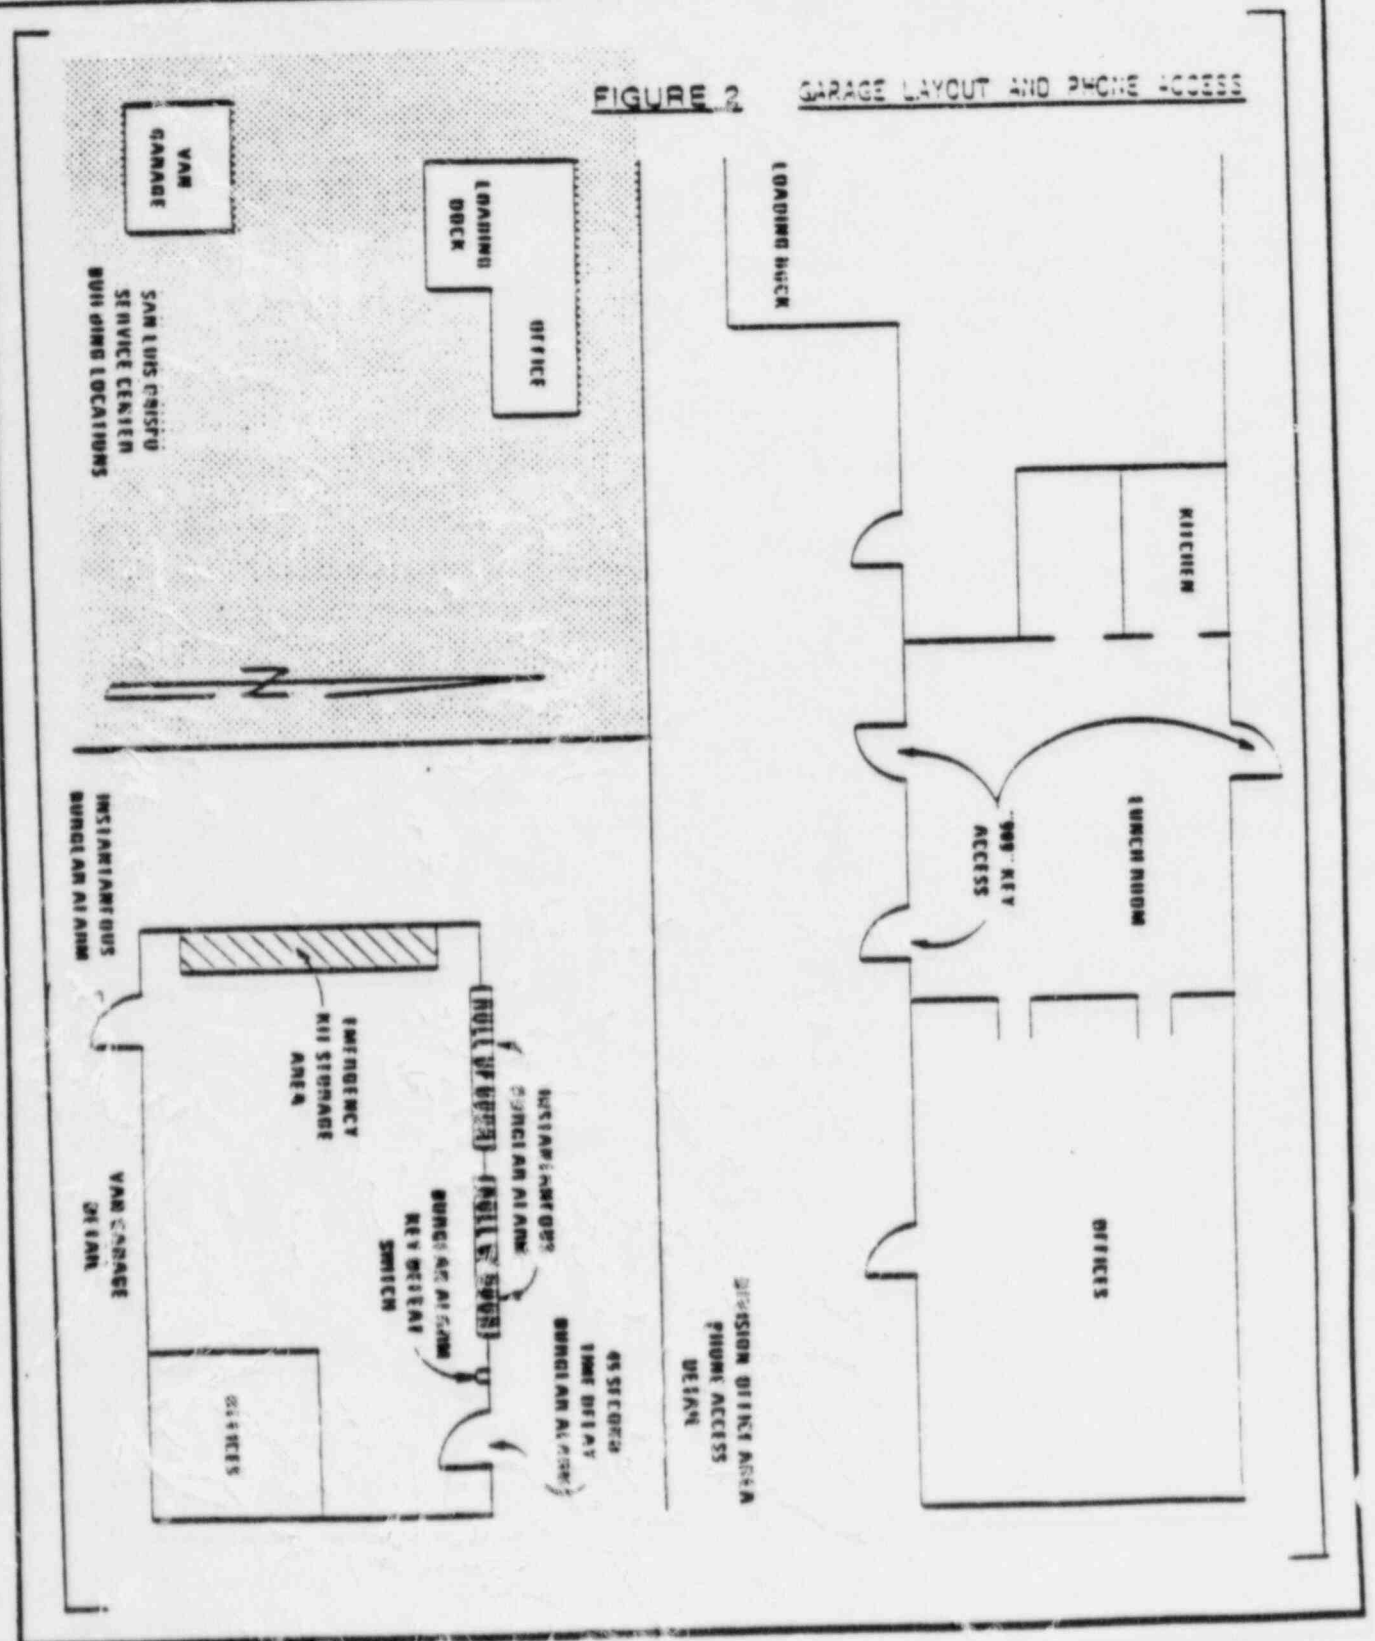 FIGURE 2 GARAGE LAYOUT AND PHONE ACCESS
VAN
GARAGE
LOADING
DOCK
OFFICE
SAN LUIS OBISPO
SERVICE CENTER
BUILDING LOCATIONS
N
LOADING DOCK
KITCHEN
LUNCH ROOM
"909" KEY
ACCESS
OFFICES
DIVISION OFFICE AREA
PHONE ACCESS
DETAIL
INSTANTANEOUS
BURGLAR ALARM
EMERGENCY
KIT STORAGE
AREA
ROLL UP DOOR
ROLL UP DOOR
INSTANTANEOUS
BURGLAR ALARM
BURGLAR ALARM
KEY DEFEAT
SWITCH
45 SECOND
TIME DELAY
BURGLAR ALARM
OFFICES
VAN GARAGE
DETAIL